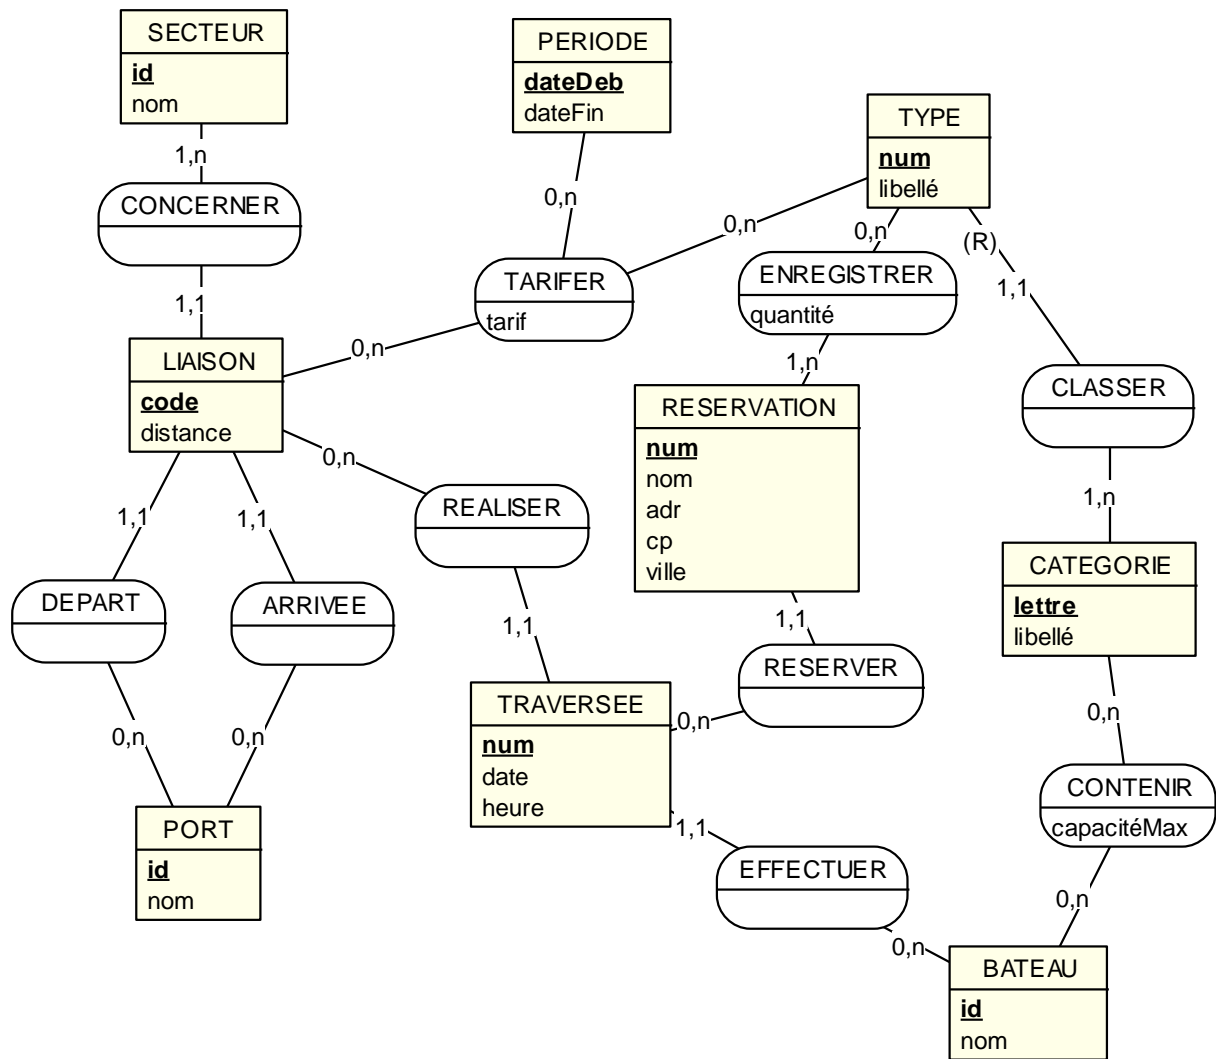 SECTEUR
id
nom
PERIODE
dateDeb
dateFin
TYPE
num
libellé
1,n
CONCERNER
0,n
0,n
0,n
(R)
1,1
TARIFER
tarif
ENREGISTRER
quantité
1,1
0,n
1,n
LIAISON
code
distance
RESERVATION
num
nom
adr
cp
ville
CLASSER
0,n
REALISER
1,n
1,1
1,1
DEPART
ARRIVEE
CATEGORIE
lettre
libellé
1,1
1,1
RESERVER
TRAVERSEE
num
date
heure
0,n
0,n
0,n
0,n
CONTENIR
capacitéMax
PORT
id
nom
1,1
EFFECTUER
0,n
0,n
BATEAU
id
nom